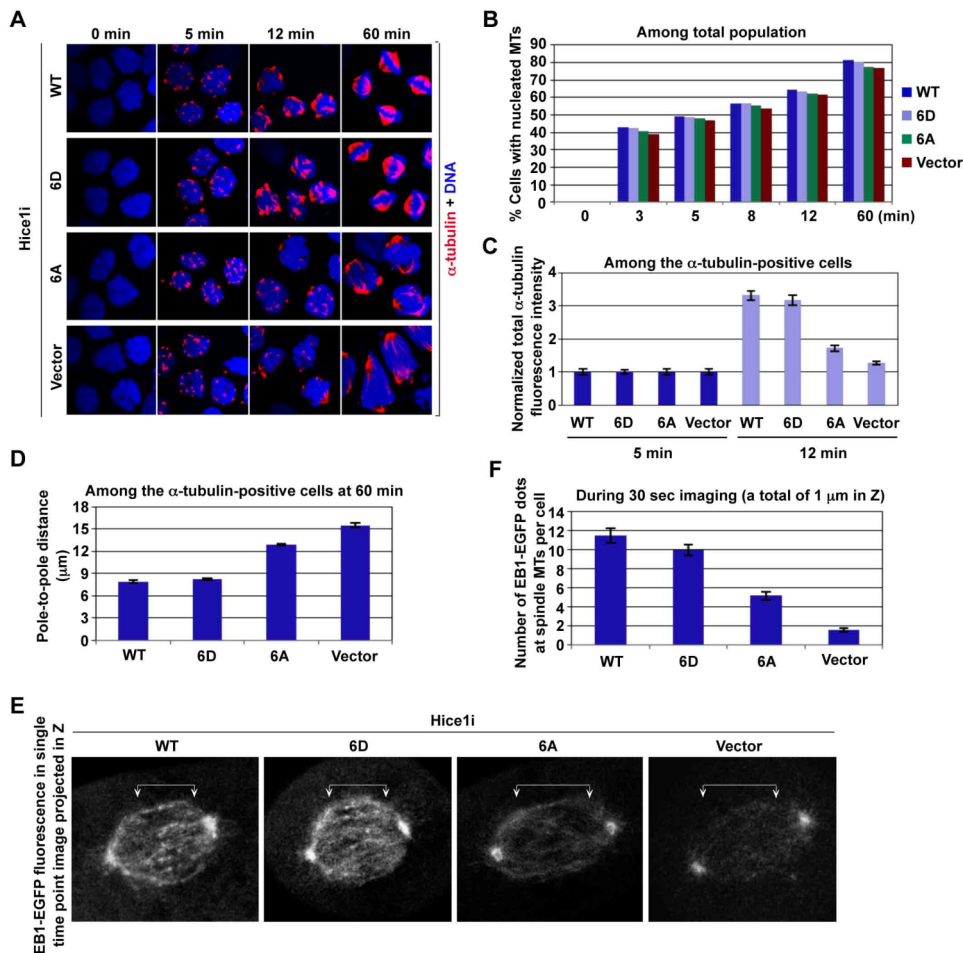 A
0 min 5 min 12 min 60 min
Hice1i
WT
6D
6A
Vector
α-tubulin + DNA
B
Among total population
% Cells with nucleated MTs
90
80
70
60
50
40
30
20
10
0
0 3 5 8 12 60 (min)
WT
6D
6A
Vector
C
Among the α-tubulin-positive cells
Normalized total α-tubulin
fluorescence intensity
4
3
2
1
0
WT 6D 6A Vector WT 6D 6A Vector
5 min 12 min
D
Among the α-tubulin-positive cells at 60 min
Pole-to-pole distance
(μm)
18
15
12
9
6
3
0
WT 6D 6A Vector
F
During 30 sec imaging (a total of 1 μm in Z)
Number of EB1-EGFP dots
at spindle MTs per cell
14
12
10
8
6
4
2
0
WT 6D 6A Vector
E
Hice1i
WT 6D 6A Vector
EB1-EGFP fluorescence in single
time point image projected in Z